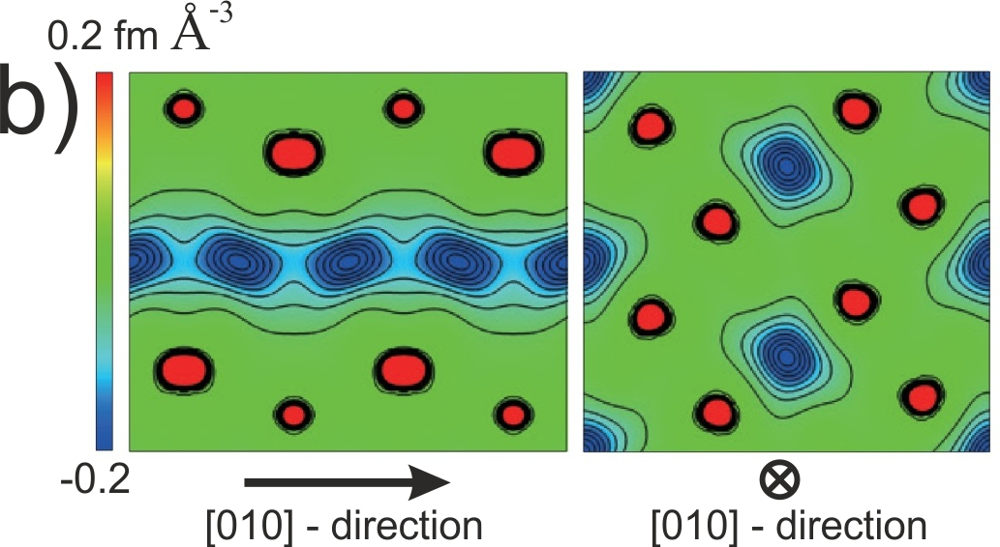 0.2 fm Å⁻³
b)
-0.2
[010] - direction
[010] - direction